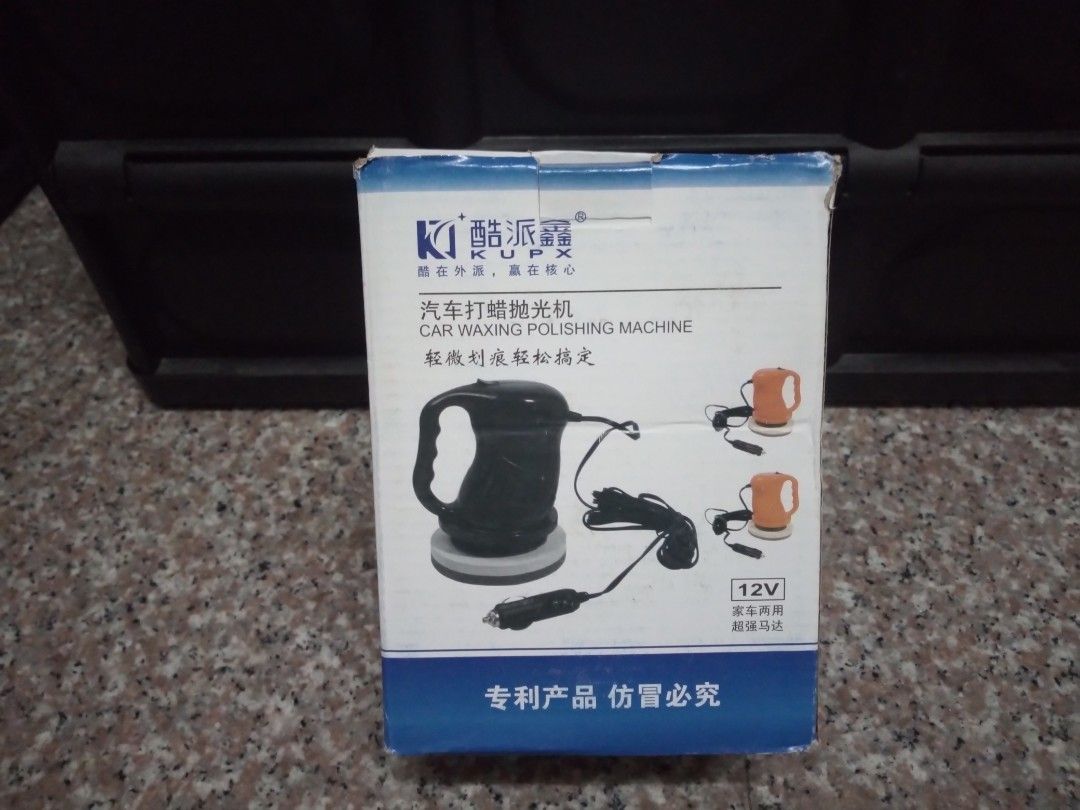 酷派鑫®
KUPX
酷在外派，赢在核心
汽车打蜡抛光机
CAR WAXING POLISHING MACHINE
轻微划痕轻松搞定
12V
家车两用
超强马达
专利产品 仿冒必究